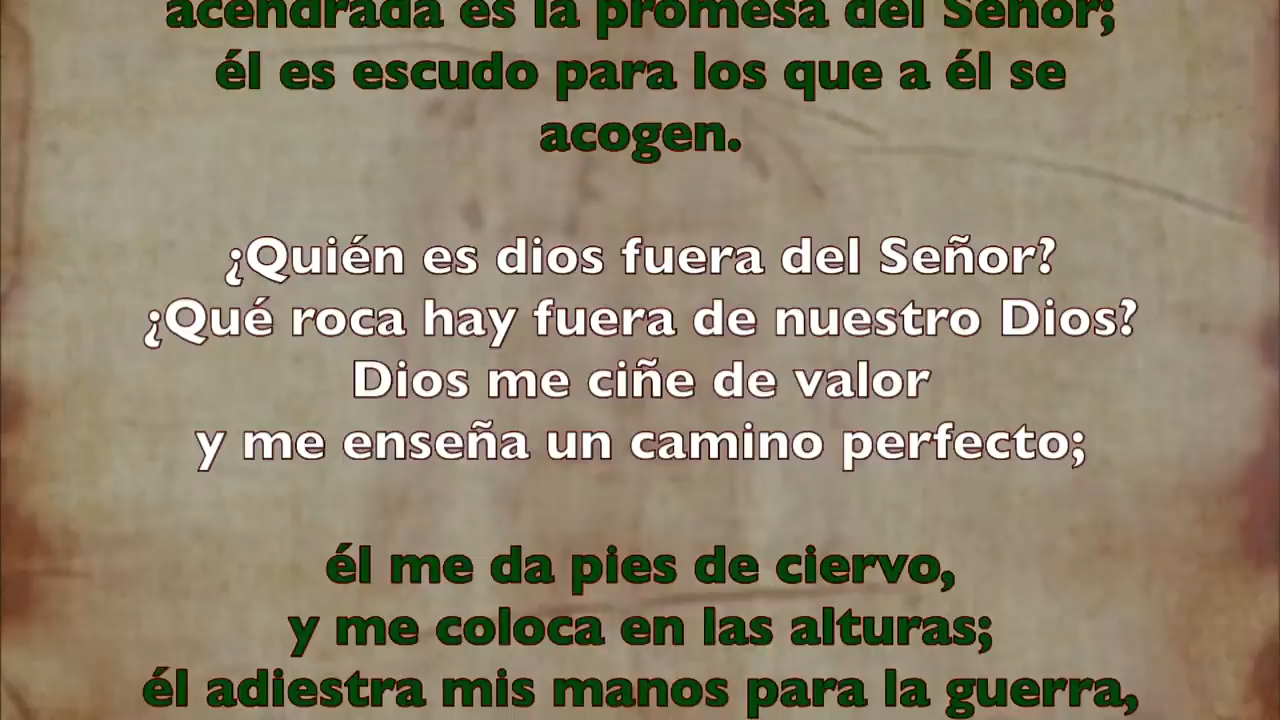 acendrada es la promesa del Señor;
él es escudo para los que a él se
acogen.
¿Quién es dios fuera del Señor?
¿Qué roca hay fuera de nuestro Dios?
Dios me ciñe de valor
y me enseña un camino perfecto;
él me da pies de ciervo,
y me coloca en las alturas;
él adiestra mis manos para la guerra,